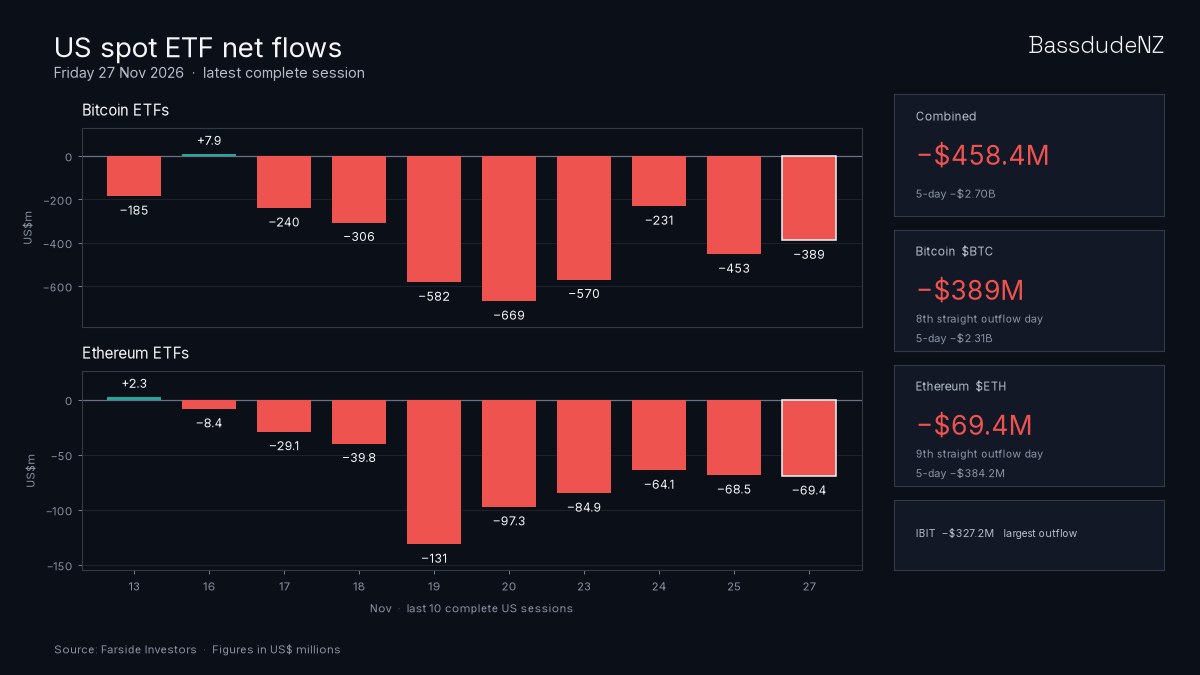 US spot ETF net flows
BassdudeNZ
Friday 27 Nov 2026 · latest complete session
Bitcoin ETFs
US$m
0
−200
−400
−600
−185
+7.9
−240
−306
−582
−669
−570
−231
−453
−389
Ethereum ETFs
US$m
0
−50
−100
−150
+2.3
−8.4
−29.1
−39.8
−131
−97.3
−84.9
−64.1
−68.5
−69.4
13 16 17 18 19 20 23 24 25 27
Nov · last 10 complete US sessions
Combined
−$458.4M
5-day −$2.70B
Bitcoin $BTC
−$389M
8th straight outflow day
5-day −$2.31B
Ethereum $ETH
−$69.4M
9th straight outflow day
5-day −$384.2M
IBIT −$327.2M largest outflow
Source: Farside Investors · Figures in US$ millions